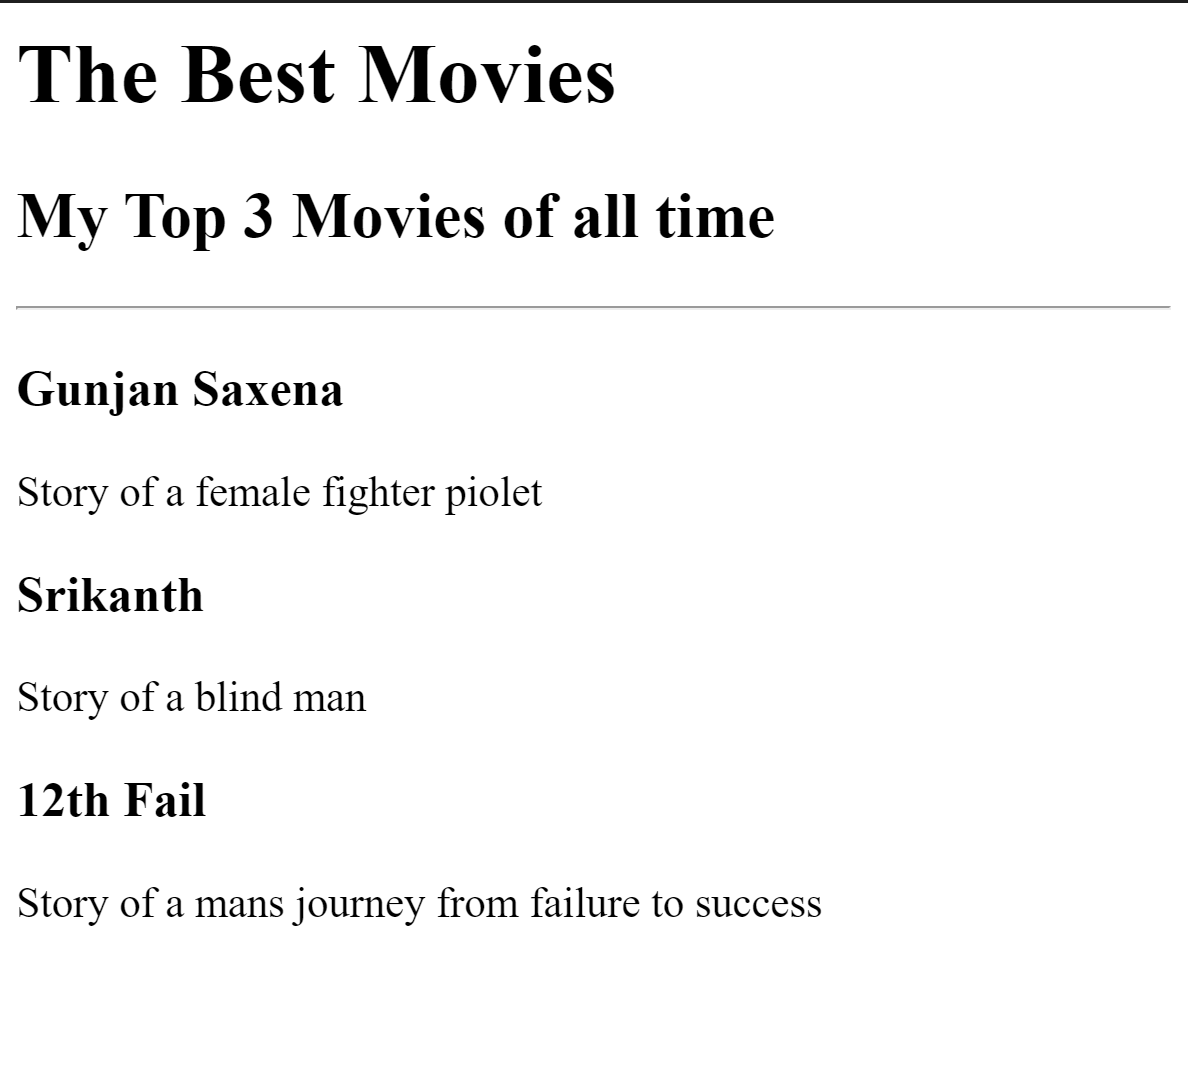 The Best Movies
My Top 3 Movies of all time
Gunjan Saxena
Story of a female fighter piolet
Srikanth
Story of a blind man
12th Fail
Story of a mans journey from failure to success